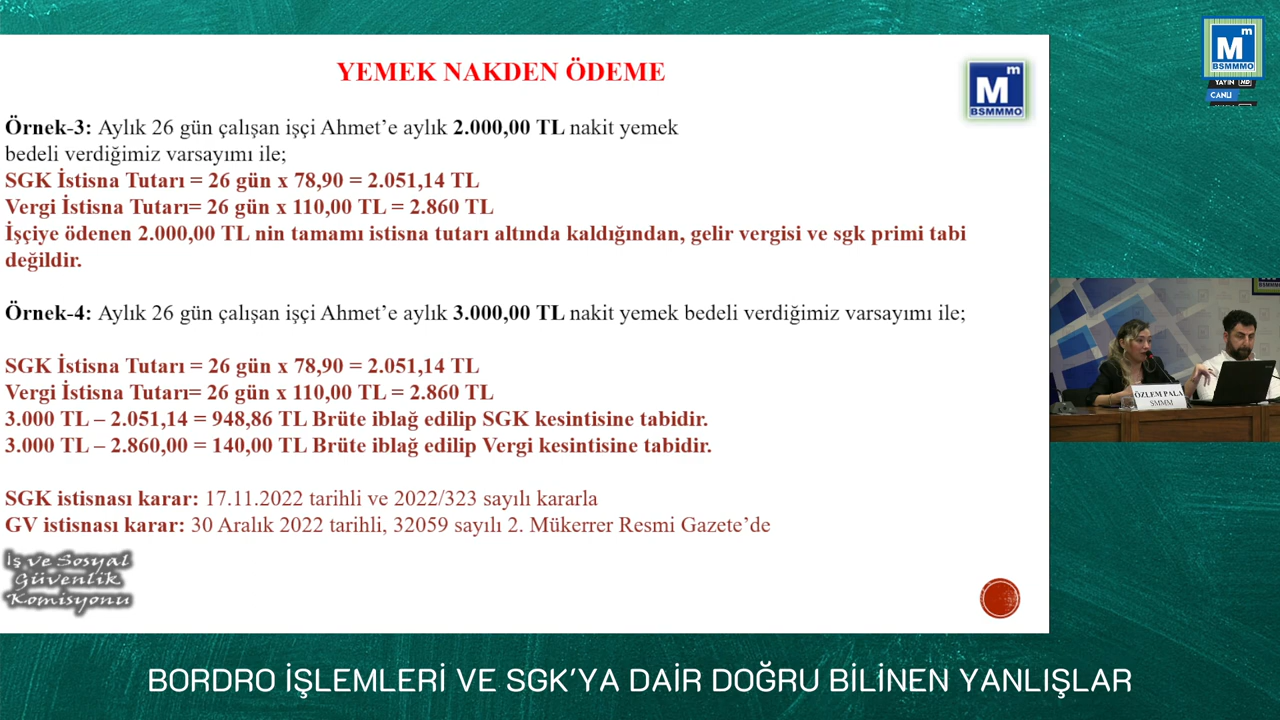 YEMEK NAKDEN ÖDEME
M m
BSMMMO
M m
BSMMMO
YAYIN HD
CANLI
Örnek-3: Aylık 26 gün çalışan işçi Ahmet’e aylık 2.000,00 TL nakit yemek
bedeli verdiğimiz varsayımı ile;
SGK İstisna Tutarı = 26 gün x 78,90 = 2.051,14 TL
Vergi İstisna Tutarı= 26 gün x 110,00 TL = 2.860 TL
İşçiye ödenen 2.000,00 TL nin tamamı istisna tutarı altında kaldığından, gelir vergisi ve sgk primi tabi
değildir.
Örnek-4: Aylık 26 gün çalışan işçi Ahmet’e aylık 3.000,00 TL nakit yemek bedeli verdiğimiz varsayımı ile;
SGK İstisna Tutarı = 26 gün x 78,90 = 2.051,14 TL
Vergi İstisna Tutarı= 26 gün x 110,00 TL = 2.860 TL
3.000 TL – 2.051,14 = 948,86 TL Brüte iblağ edilip SGK kesintisine tabidir.
3.000 TL – 2.860,00 = 140,00 TL Brüte iblağ edilip Vergi kesintisine tabidir.
SGK istisnası karar: 17.11.2022 tarihli ve 2022/323 sayılı kararla
GV istisnası karar: 30 Aralık 2022 tarihli, 32059 sayılı 2. Mükerrer Resmi Gazete’de
İş ve Sosyal
Güvenlik
Komisyonu
ÖZLEM PALA
SMMM
BORDRO İŞLEMLERİ VE SGK’YA DAİR DOĞRU BİLİNEN YANLIŞLAR